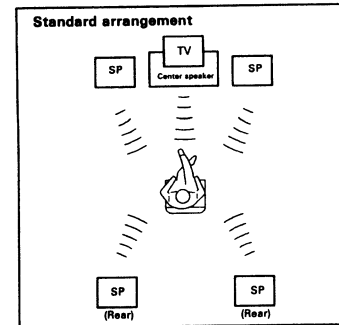 Standard arrangement
TV
SP
Center speaker
SP
SP
(Rear)
SP
(Rear)